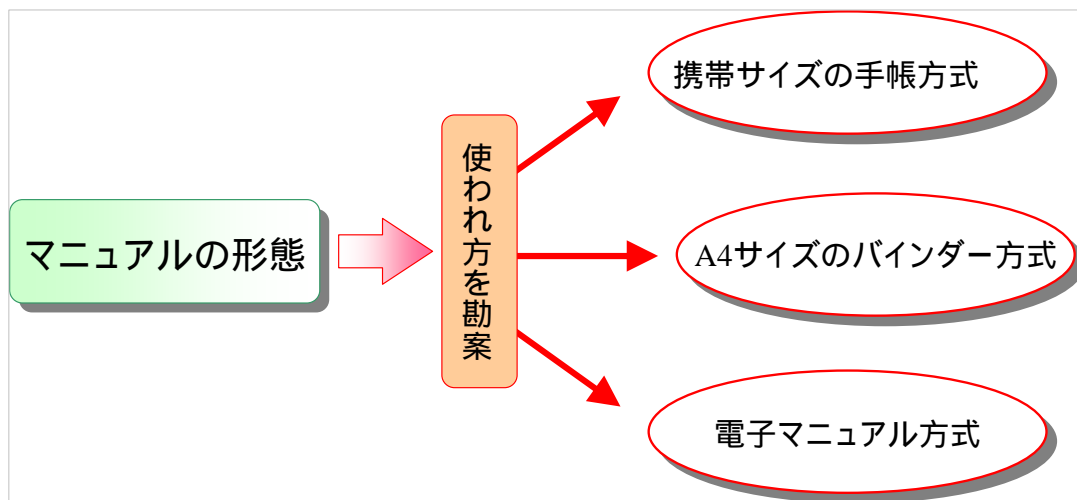 マニュアルの形態
使われ方を勘案
携帯サイズの手帳方式
A4サイズのバインダー方式
電子マニュアル方式